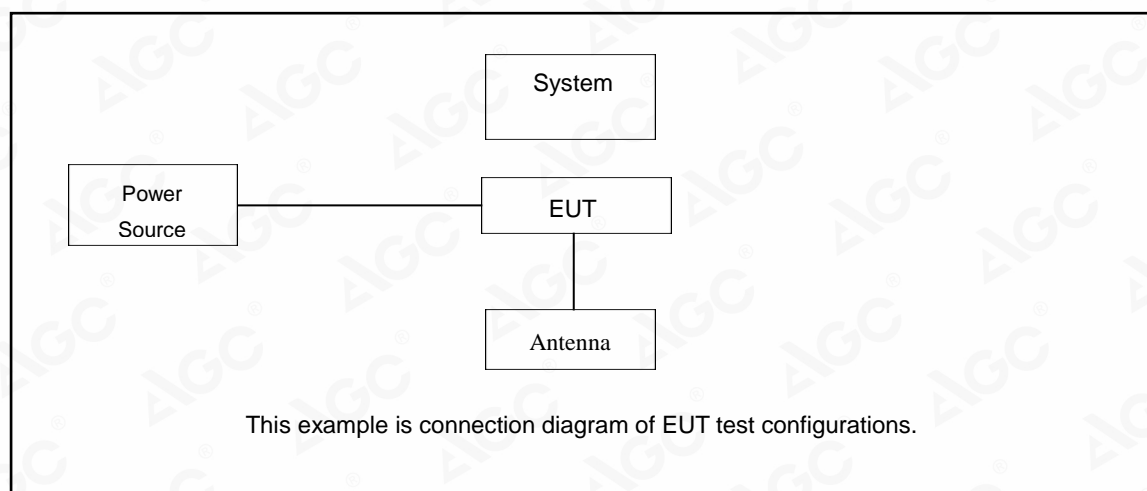 System
Power
Source
EUT
Antenna
This example is connection diagram of EUT test configurations.